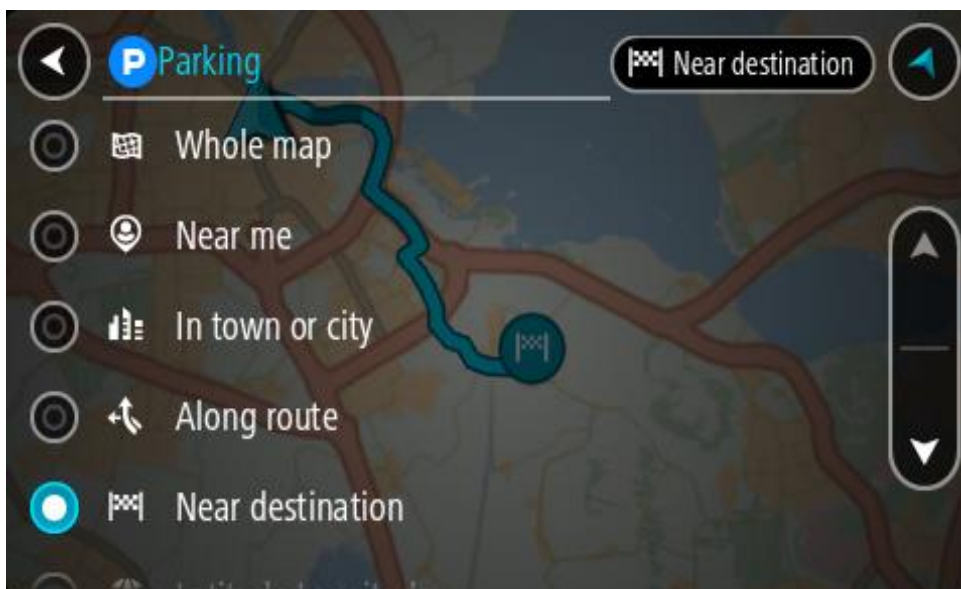 P Parking
Near destination
Whole map
Near me
In town or city
Along route
Near destination